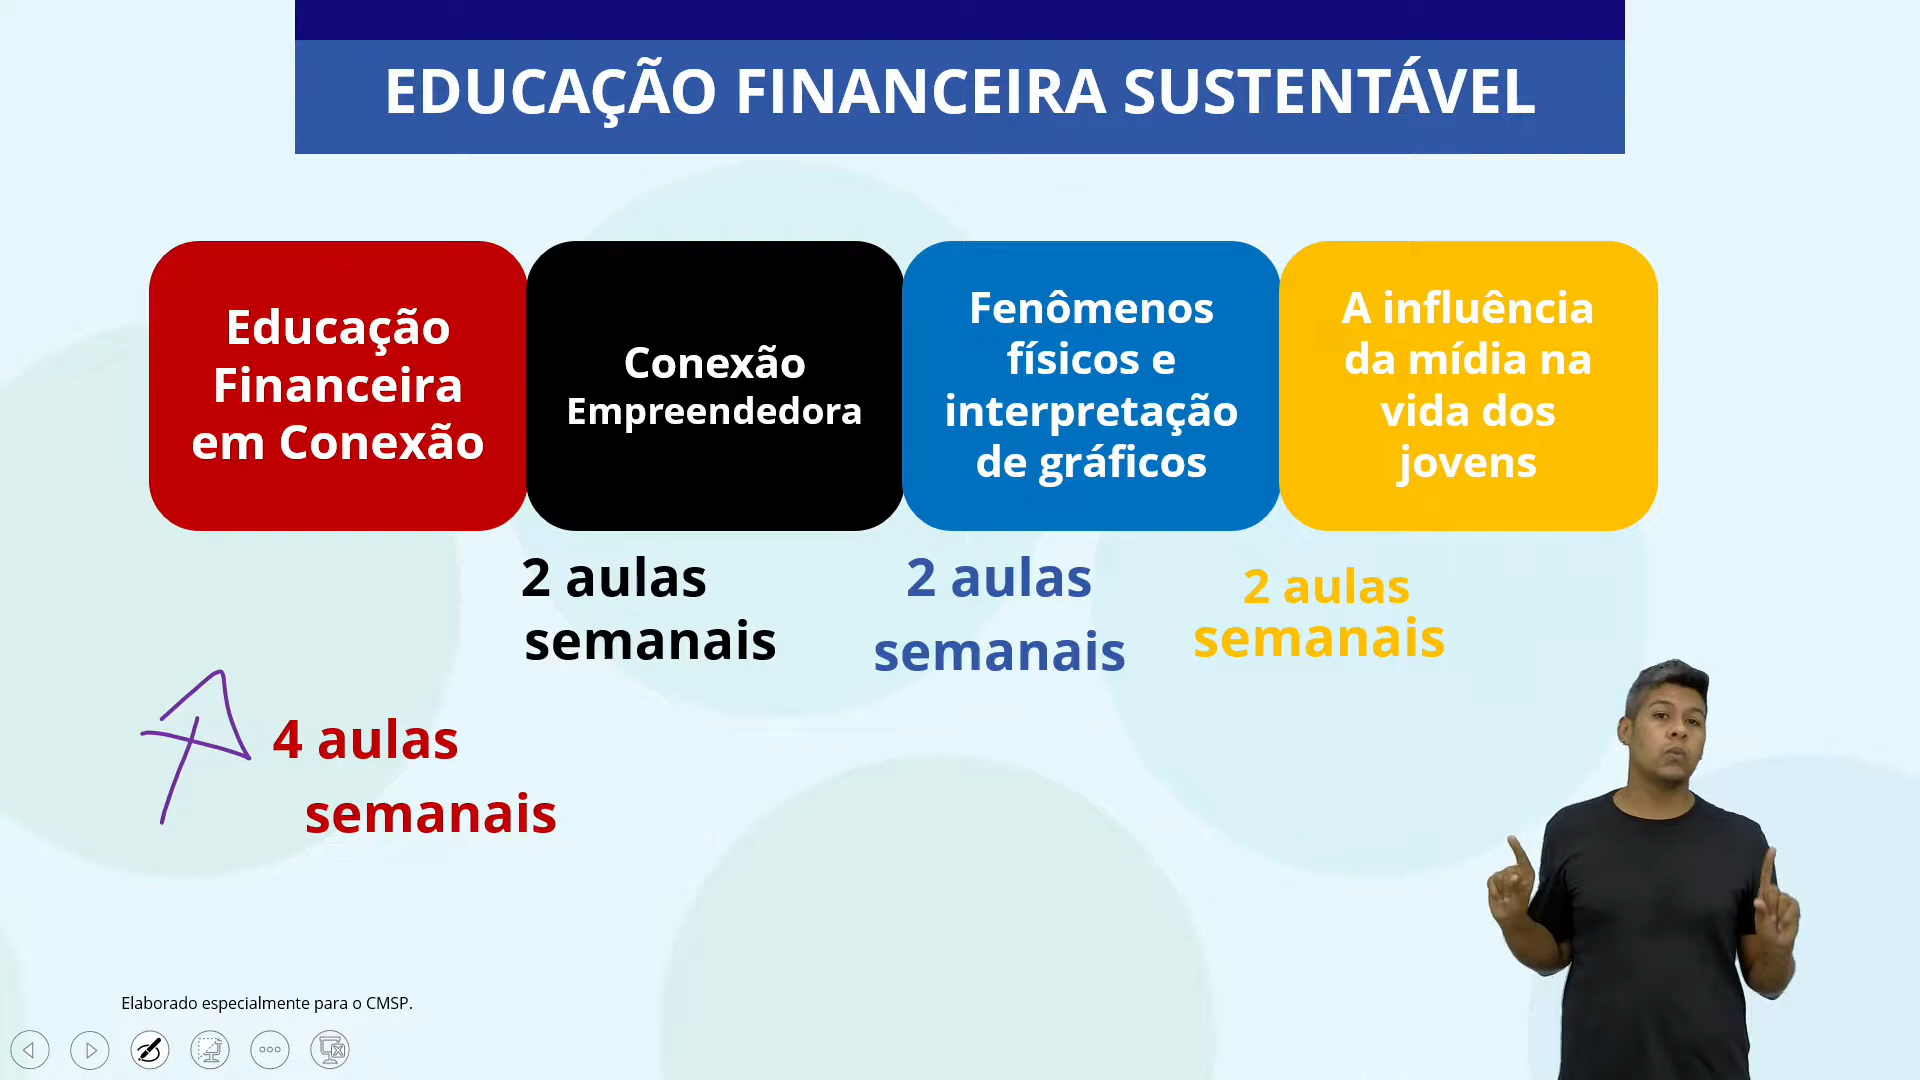 EDUCAÇÃO FINANCEIRA SUSTENTÁVEL
Educação
Financeira
em Conexão
Conexão
Empreendedora
Fenômenos
físicos e
interpretação
de gráficos
A influência
da mídia na
vida dos
jovens
2 aulas
semanais
2 aulas
semanais
2 aulas
semanais
4 aulas
semanais
Elaborado especialmente para o CMSP.